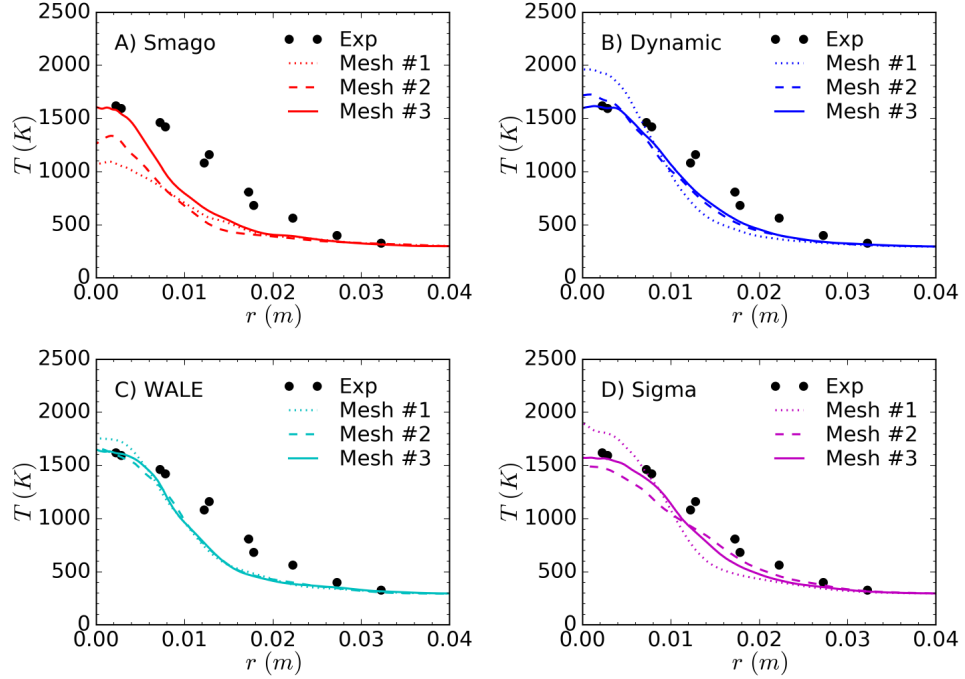 A) Smago
Exp
Mesh #1
Mesh #2
Mesh #3
2500
2000
1500
1000
500
0
T (K)
0.00 0.01 0.02 0.03 0.04
r (m)
B) Dynamic
Exp
Mesh #1
Mesh #2
Mesh #3
2500
2000
1500
1000
500
0
T (K)
0.00 0.01 0.02 0.03 0.04
r (m)
C) WALE
Exp
Mesh #1
Mesh #2
Mesh #3
2500
2000
1500
1000
500
0
T (K)
0.00 0.01 0.02 0.03 0.04
r (m)
D) Sigma
Exp
Mesh #1
Mesh #2
Mesh #3
2500
2000
1500
1000
500
0
T (K)
0.00 0.01 0.02 0.03 0.04
r (m)